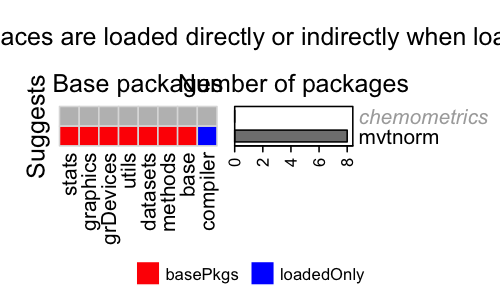 aces are loaded directly or indirectly when loa
Base packages
Number of packages
Suggests
chemometrics
mvtnorm
0 2 4 6 8
stats
graphics
grDevices
utils
datasets
methods
base
compiler
basePkgs
loadedOnly